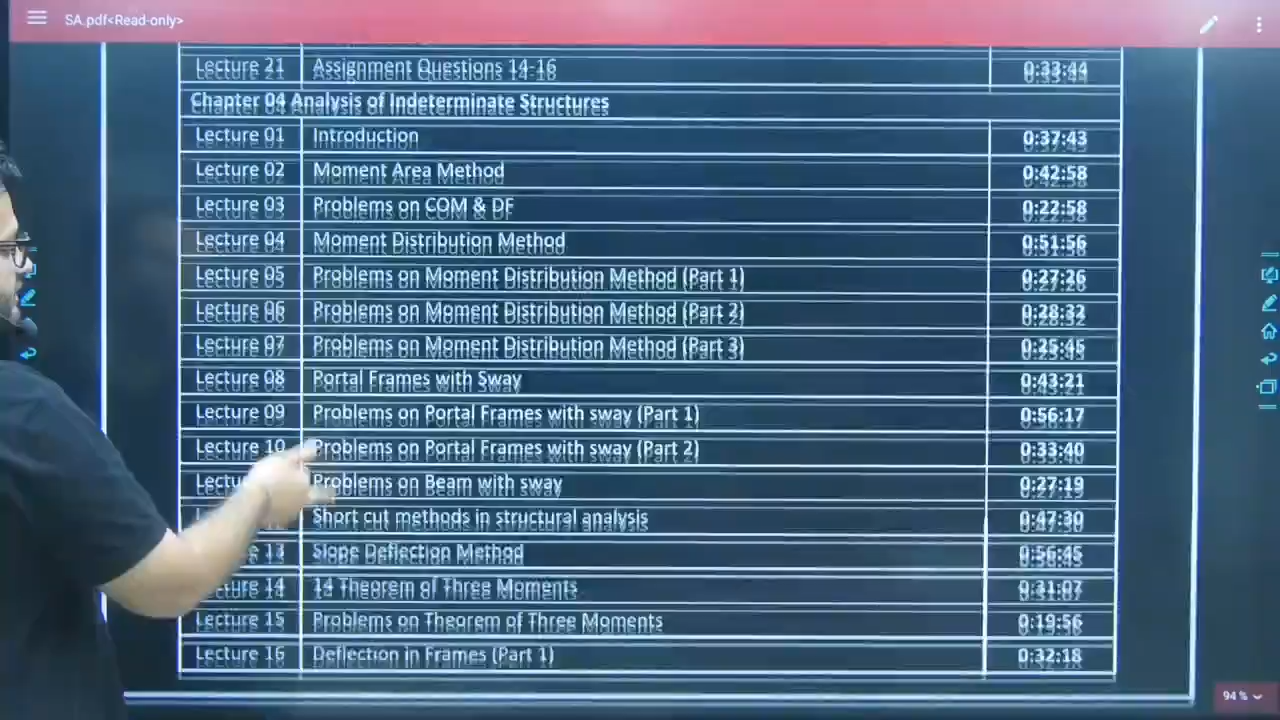 SA.pdf<Read-only>
Lecture 21 Assignment Questions 14-16 0:33:44
Chapter 04 Analysis of Indeterminate Structures
Lecture 01 Introduction 0:37:43
Lecture 02 Moment Area Method 0:42:58
Lecture 03 Problems on COM & DF 0:22:58
Lecture 04 Moment Distribution Method 0:51:56
Lecture 05 Problems on Moment Distribution Method (Part 1) 0:27:26
Lecture 06 Problems on Moment Distribution Method (Part 2) 0:28:32
Lecture 07 Problems on Moment Distribution Method (Part 3) 0:25:45
Lecture 08 Portal Frames with Sway 0:43:21
Lecture 09 Problems on Portal Frames with sway (Part 1) 0:56:17
Lecture 10 Problems on Portal Frames with sway (Part 2) 0:33:40
Problems on Beam with sway 0:27:19
Short cut methods in structural analysis 0:47:30
13 Slope Deflection Method 0:56:45
Lecture 14 14 Theorem of Three Moments 0:31:07
Lecture 15 Problems on Theorem of Three Moments 0:19:56
Lecture 16 Deflection in Frames (Part 1) 0:32:18
94 %